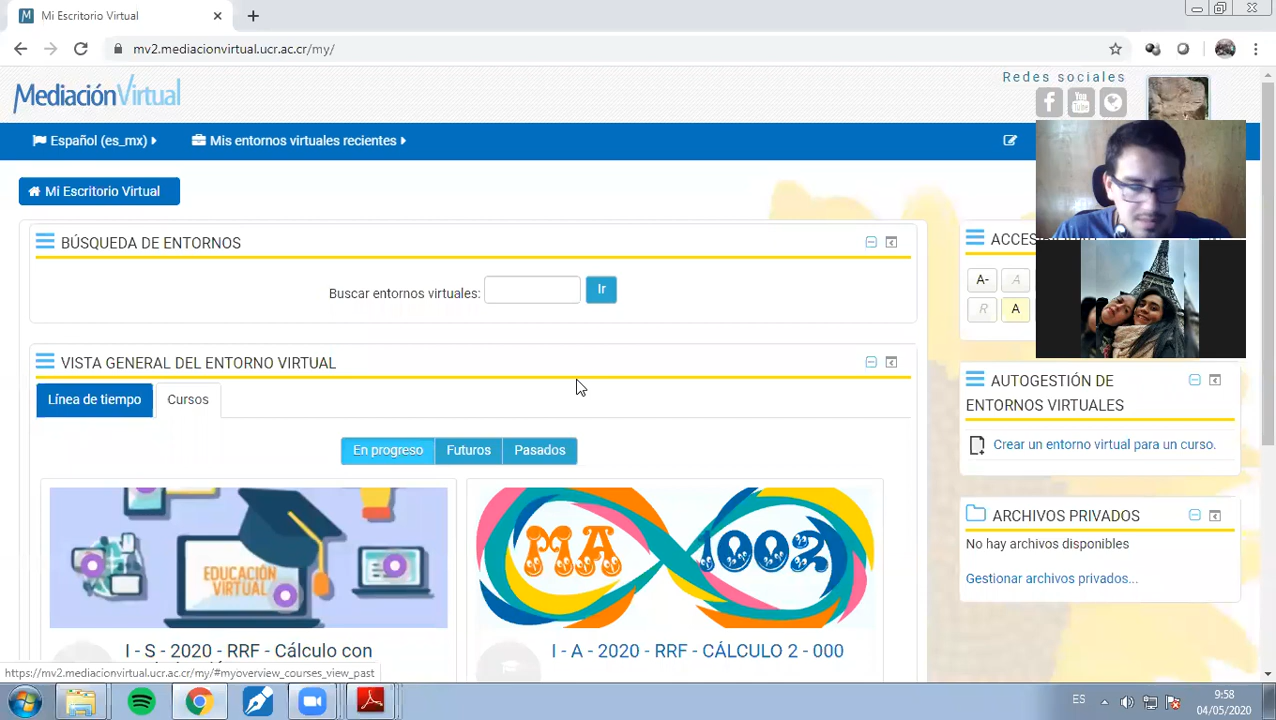 Mi Escritorio Virtual
mv2.mediacionvirtual.ucr.ac.cr/my/
MediaciónVirtual
Redes sociales
You Tube
Español (es_mx)
Mis entornos virtuales recientes
Mi Escritorio Virtual
BÚSQUEDA DE ENTORNOS
Buscar entornos virtuales:
Ir
VISTA GENERAL DEL ENTORNO VIRTUAL
Línea de tiempo
Cursos
En progreso
Futuros
Pasados
EDUCACIÓN
VIRTUAL
MA 1002
I - S - 2020 - RRF - Cálculo con
I - A - 2020 - RRF - CÁLCULO 2 - 000
A-
A
R
A
AUTOGESTIÓN DE
ENTORNOS VIRTUALES
Crear un entorno virtual para un curso.
ARCHIVOS PRIVADOS
No hay archivos disponibles
Gestionar archivos privados...
https://mv2.mediacionvirtual.ucr.ac.cr/my/#myoverview_courses_view_past
ES
9:58
04/05/2020